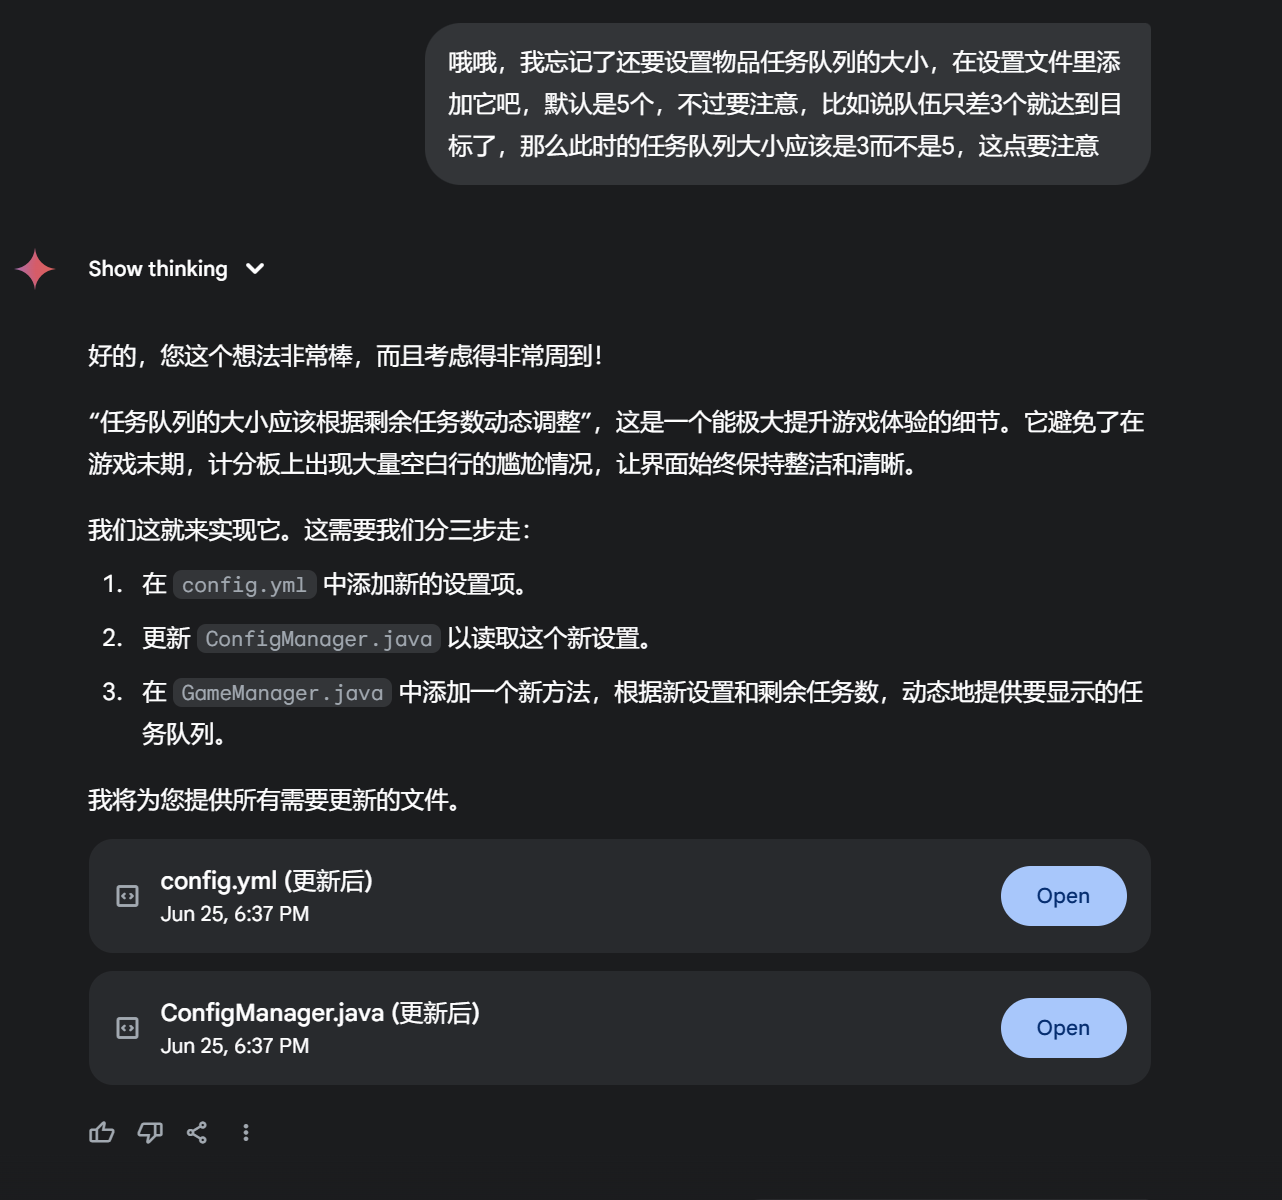 哦哦，我忘记了还要设置物品任务队列的大小，在设置文件里添
加它吧，默认是5个，不过要注意，比如说队伍只差3个就达到目
标了，那么此时的任务队列大小应该是3而不是5，这点要注意
Show thinking
好的，您这个想法非常棒，而且考虑得非常周到！
“任务队列的大小应该根据剩余任务数动态调整”，这是一个能极大提升游戏体验的细节。它避免了在
游戏末期，计分板上出现大量空白行的尴尬情况，让界面始终保持整洁和清晰。
我们这就来实现它。这需要我们分三步走：
1. 在 config.yml 中添加新的设置项。
2. 更新 ConfigManager.java 以读取这个新设置。
3. 在 GameManager.java 中添加一个新方法，根据新设置和剩余任务数，动态地提供要显示的任
务队列。
我将为您提供所有需要更新的文件。
config.yml (更新后)
Jun 25, 6:37 PM
Open
ConfigManager.java (更新后)
Jun 25, 6:37 PM
Open